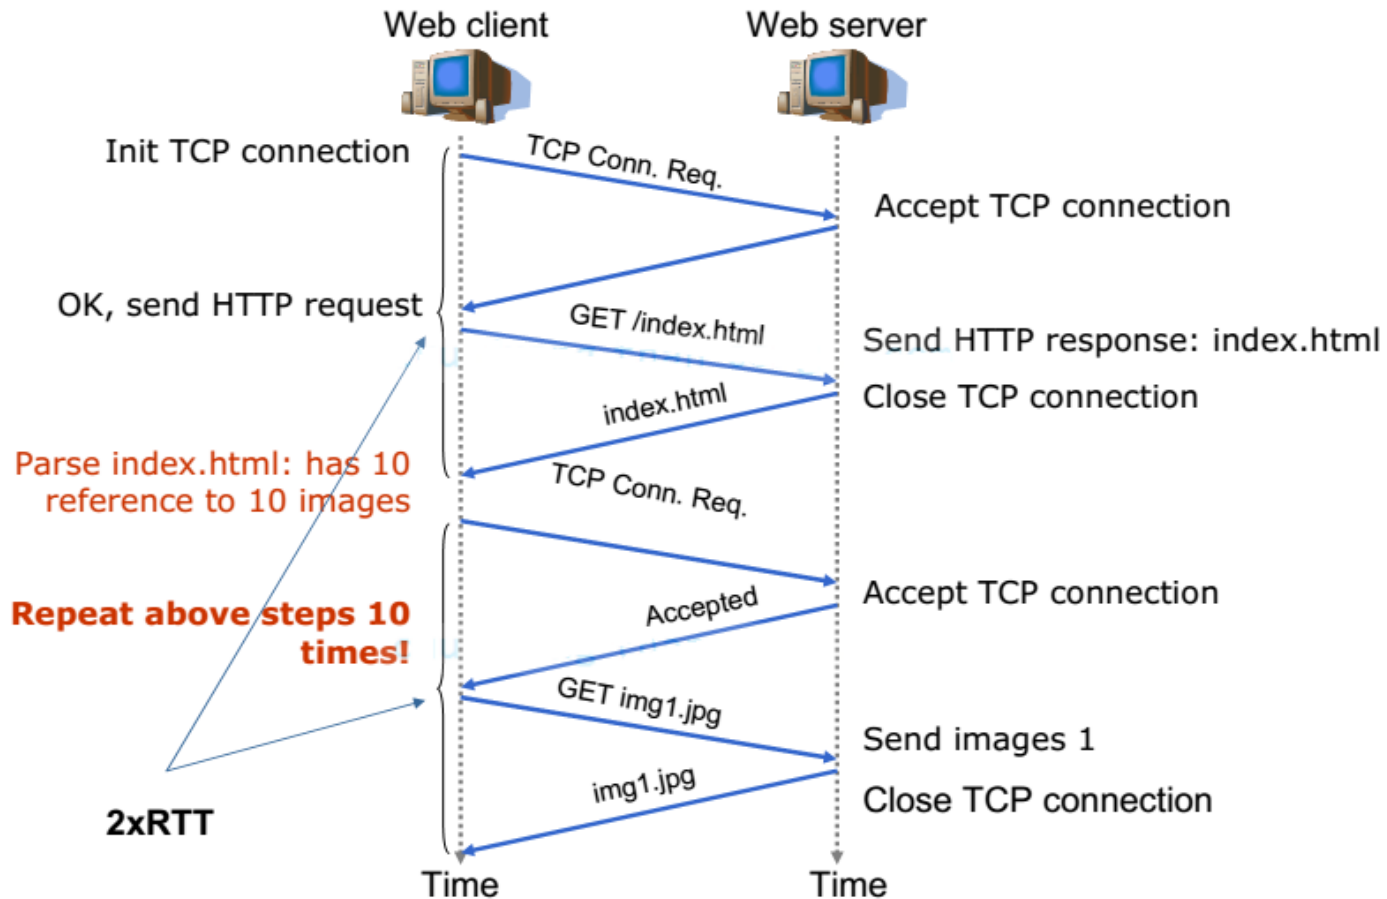 Web client
Web server
Init TCP connection
TCP Conn. Req.
Accept TCP connection
OK, send HTTP request
GET /index.html
Send HTTP response: index.html
index.html
Close TCP connection
Parse index.html: has 10
reference to 10 images
TCP Conn. Req.
Repeat above steps 10
times!
Accepted
Accept TCP connection
GET img1.jpg
Send images 1
img1.jpg
Close TCP connection
2xRTT
Time
Time